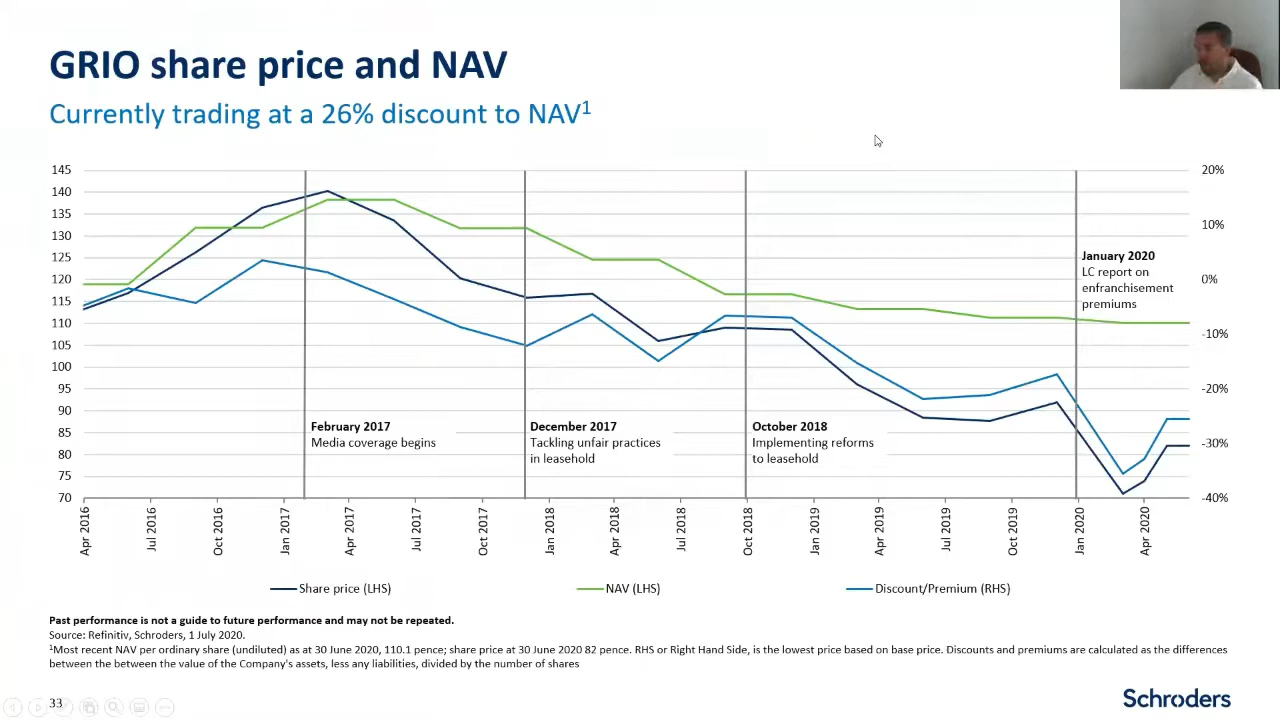 GRIO share price and NAV
Currently trading at a 26% discount to NAV1
145
140
135
130
125
120
115
110
105
100
95
90
85
80
75
70
20%
10%
0%
-10%
-20%
-30%
-40%
February 2017
Media coverage begins
December 2017
Tackling unfair practices
in leasehold
October 2018
Implementing reforms
to leasehold
January 2020
LC report on
enfranchisement
premiums
Apr 2016
Jul 2016
Oct 2016
Jan 2017
Apr 2017
Jul 2017
Oct 2017
Jan 2018
Apr 2018
Jul 2018
Oct 2018
Jan 2019
Apr 2019
Jul 2019
Oct 2019
Jan 2020
Apr 2020
Share price (LHS)
NAV (LHS)
Discount/Premium (RHS)
Past performance is not a guide to future performance and may not be repeated.
Source: Refinitiv, Schroders, 1 July 2020.
1Most recent NAV per ordinary share (undiluted) as at 30 June 2020, 110.1 pence; share price at 30 June 2020 82 pence. RHS or Right Hand Side, is the lowest price based on base price. Discounts and premiums are calculated as the differences
between the between the value of the Company's assets, less any liabilities, divided by the number of shares
33
Schroders